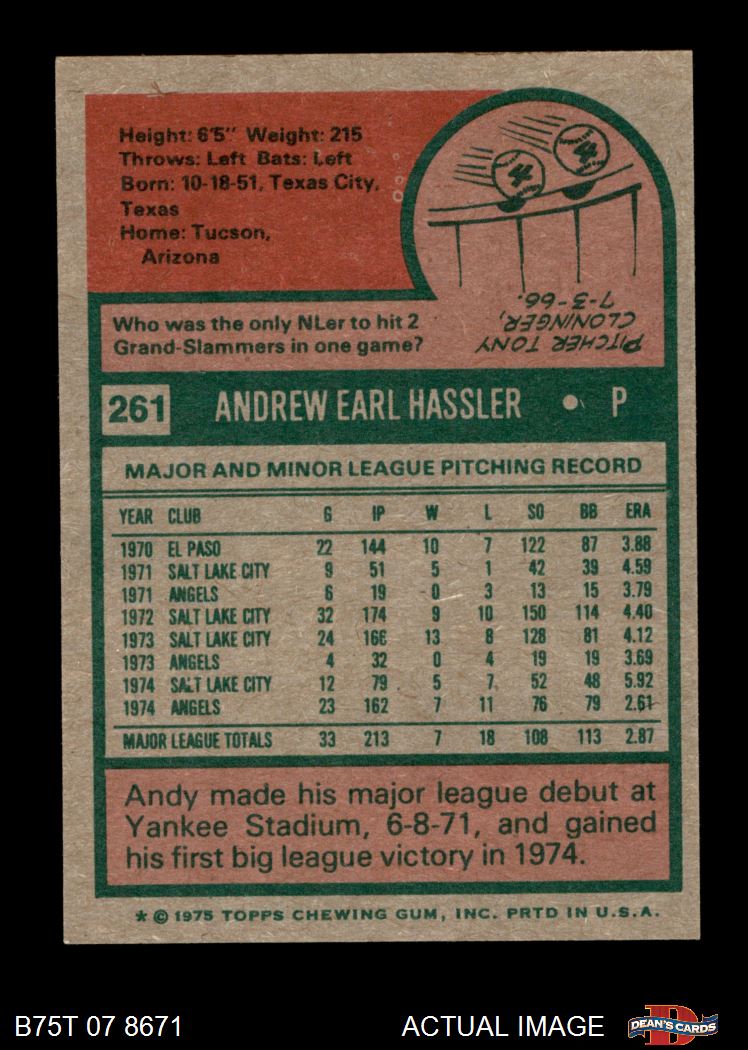 Height: 6'5" Weight: 215
Throws: Left Bats: Left
Born: 10-18-51, Texas City,
Texas
Home: Tucson,
Arizona
Who was the only NLer to hit 2
Grand-Slammers in one game?
PITCHER TONY
CLONINGER,
7-3-66.
261 ANDREW EARL HASSLER • P
MAJOR AND MINOR LEAGUE PITCHING RECORD
YEAR CLUB G IP W L SO BB ERA
1970 EL PASO 22 144 10 7 122 87 3.88
1971 SALT LAKE CITY 9 51 5 1 42 39 4.59
1971 ANGELS 6 19 0 3 13 15 3.79
1972 SALT LAKE CITY 32 174 9 10 150 114 4.40
1973 SALT LAKE CITY 24 166 13 8 128 81 4.12
1973 ANGELS 4 32 0 4 19 19 3.69
1974 SALT LAKE CITY 12 79 5 7 52 48 5.92
1974 ANGELS 23 162 7 11 76 79 2.61
MAJOR LEAGUE TOTALS 33 213 7 18 108 113 2.87
Andy made his major league debut at
Yankee Stadium, 6-8-71, and gained
his first big league victory in 1974.
* © 1975 TOPPS CHEWING GUM, INC. PRTD IN U.S.A.
B75T 07 8671 ACTUAL IMAGE D DEAN'S CARDS